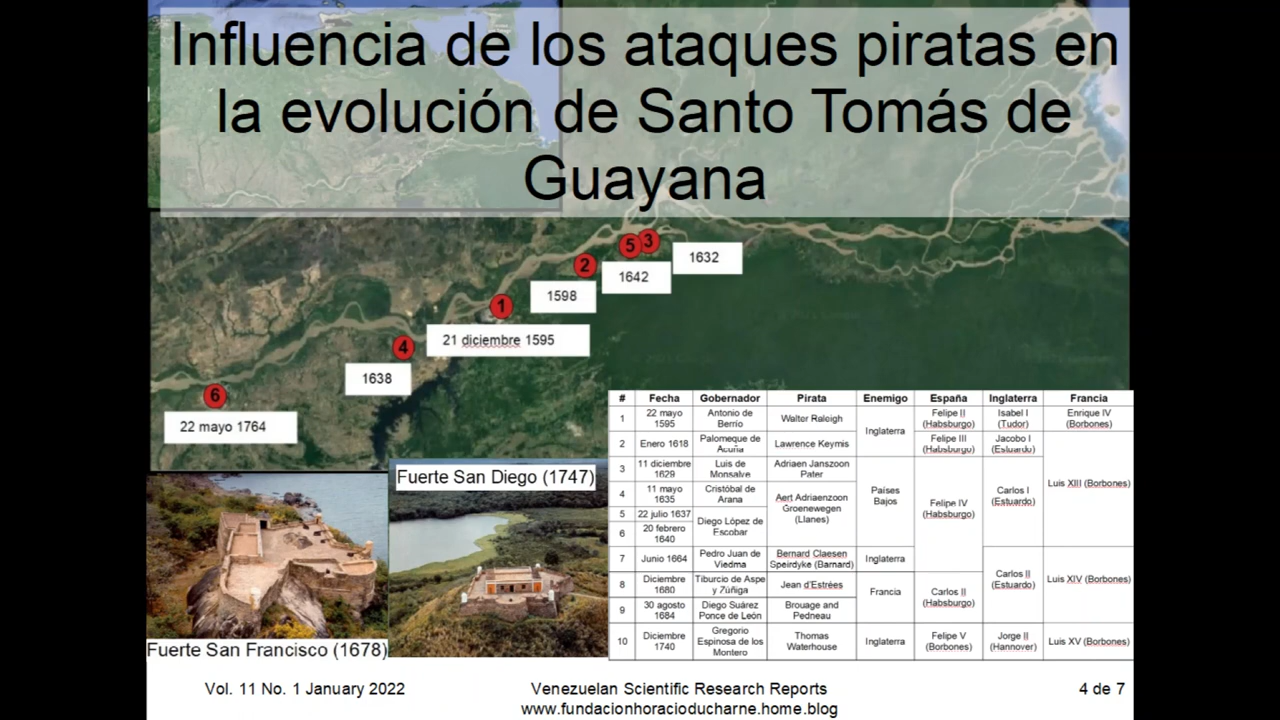 Influencia de los ataques piratas en
la evolución de Santo Tomás de
Guayana
5 3
1632
2
1642
1598
1
21 diciembre 1595
4
1638
6
22 mayo 1764
# Fecha Gobernador Pirata Enemigo España Inglaterra Francia
1 22 mayo 1595 Antonio de Berrío Walter Raleigh Inglaterra Felipe II (Habsburgo) Isabel I (Tudor) Enrique IV (Borbones)
2 Enero 1618 Palomeque de Acuña Lawrence Keymis Felipe III (Habsburgo) Jacobo I (Estuardo) Luis XIII (Borbones)
3 11 diciembre 1629 Luis de Monsalve Adriaen Janszoon Pater Países Bajos Felipe IV (Habsburgo) Carlos I (Estuardo)
4 11 mayo 1635 Cristóbal de Arana Aert Adriaenzoon Groenewegen (Llanes)
5 22 julio 1637 Diego López de Escobar
6 20 febrero 1640
7 Junio 1664 Pedro Juan de Viedma Bernard Claesen Speirdyke (Barnard) Inglaterra Carlos II (Estuardo) Luis XIV (Borbones)
8 Diciembre 1680 Tiburcio de Aspe y Zúñiga Jean d'Estrées Francia Carlos II (Habsburgo)
9 30 agosto 1684 Diego Suárez Ponce de León Brouage and Pedneau
10 Diciembre 1740 Gregorio Espinosa de los Montero Thomas Waterhouse Inglaterra Felipe V (Borbones) Jorge II (Hannover) Luis XV (Borbones)
Fuerte San Diego (1747)
Fuerte San Francisco (1678)
Vol. 11 No. 1 January 2022
Venezuelan Scientific Research Reports
www.fundacionhoracioducharne.home.blog
4 de 7